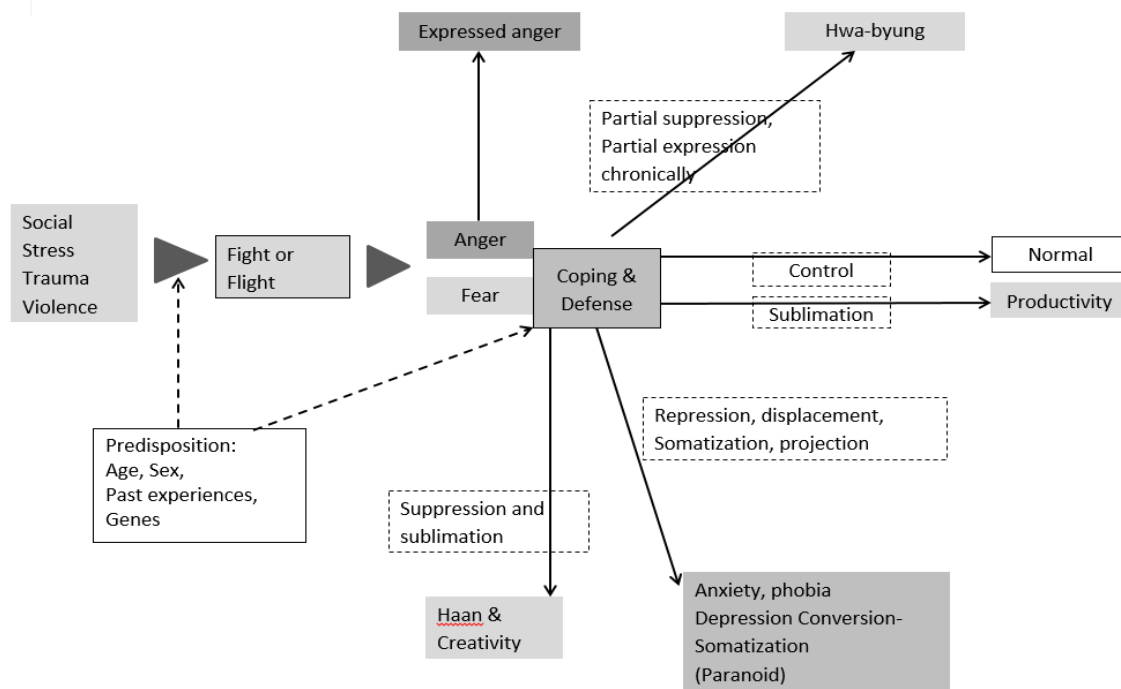 Expressed anger
Hwa-byung
Partial suppression,
Partial expression
chronically
Social
Stress
Trauma
Violence
Fight or
Flight
Anger
Fear
Coping &
Defense
Control
Sublimation
Normal
Productivity
Predisposition:
Age, Sex,
Past experiences,
Genes
Repression, displacement,
Somatization, projection
Suppression and
sublimation
Haan &
Creativity
Anxiety, phobia
Depression Conversion-
Somatization
(Paranoid)